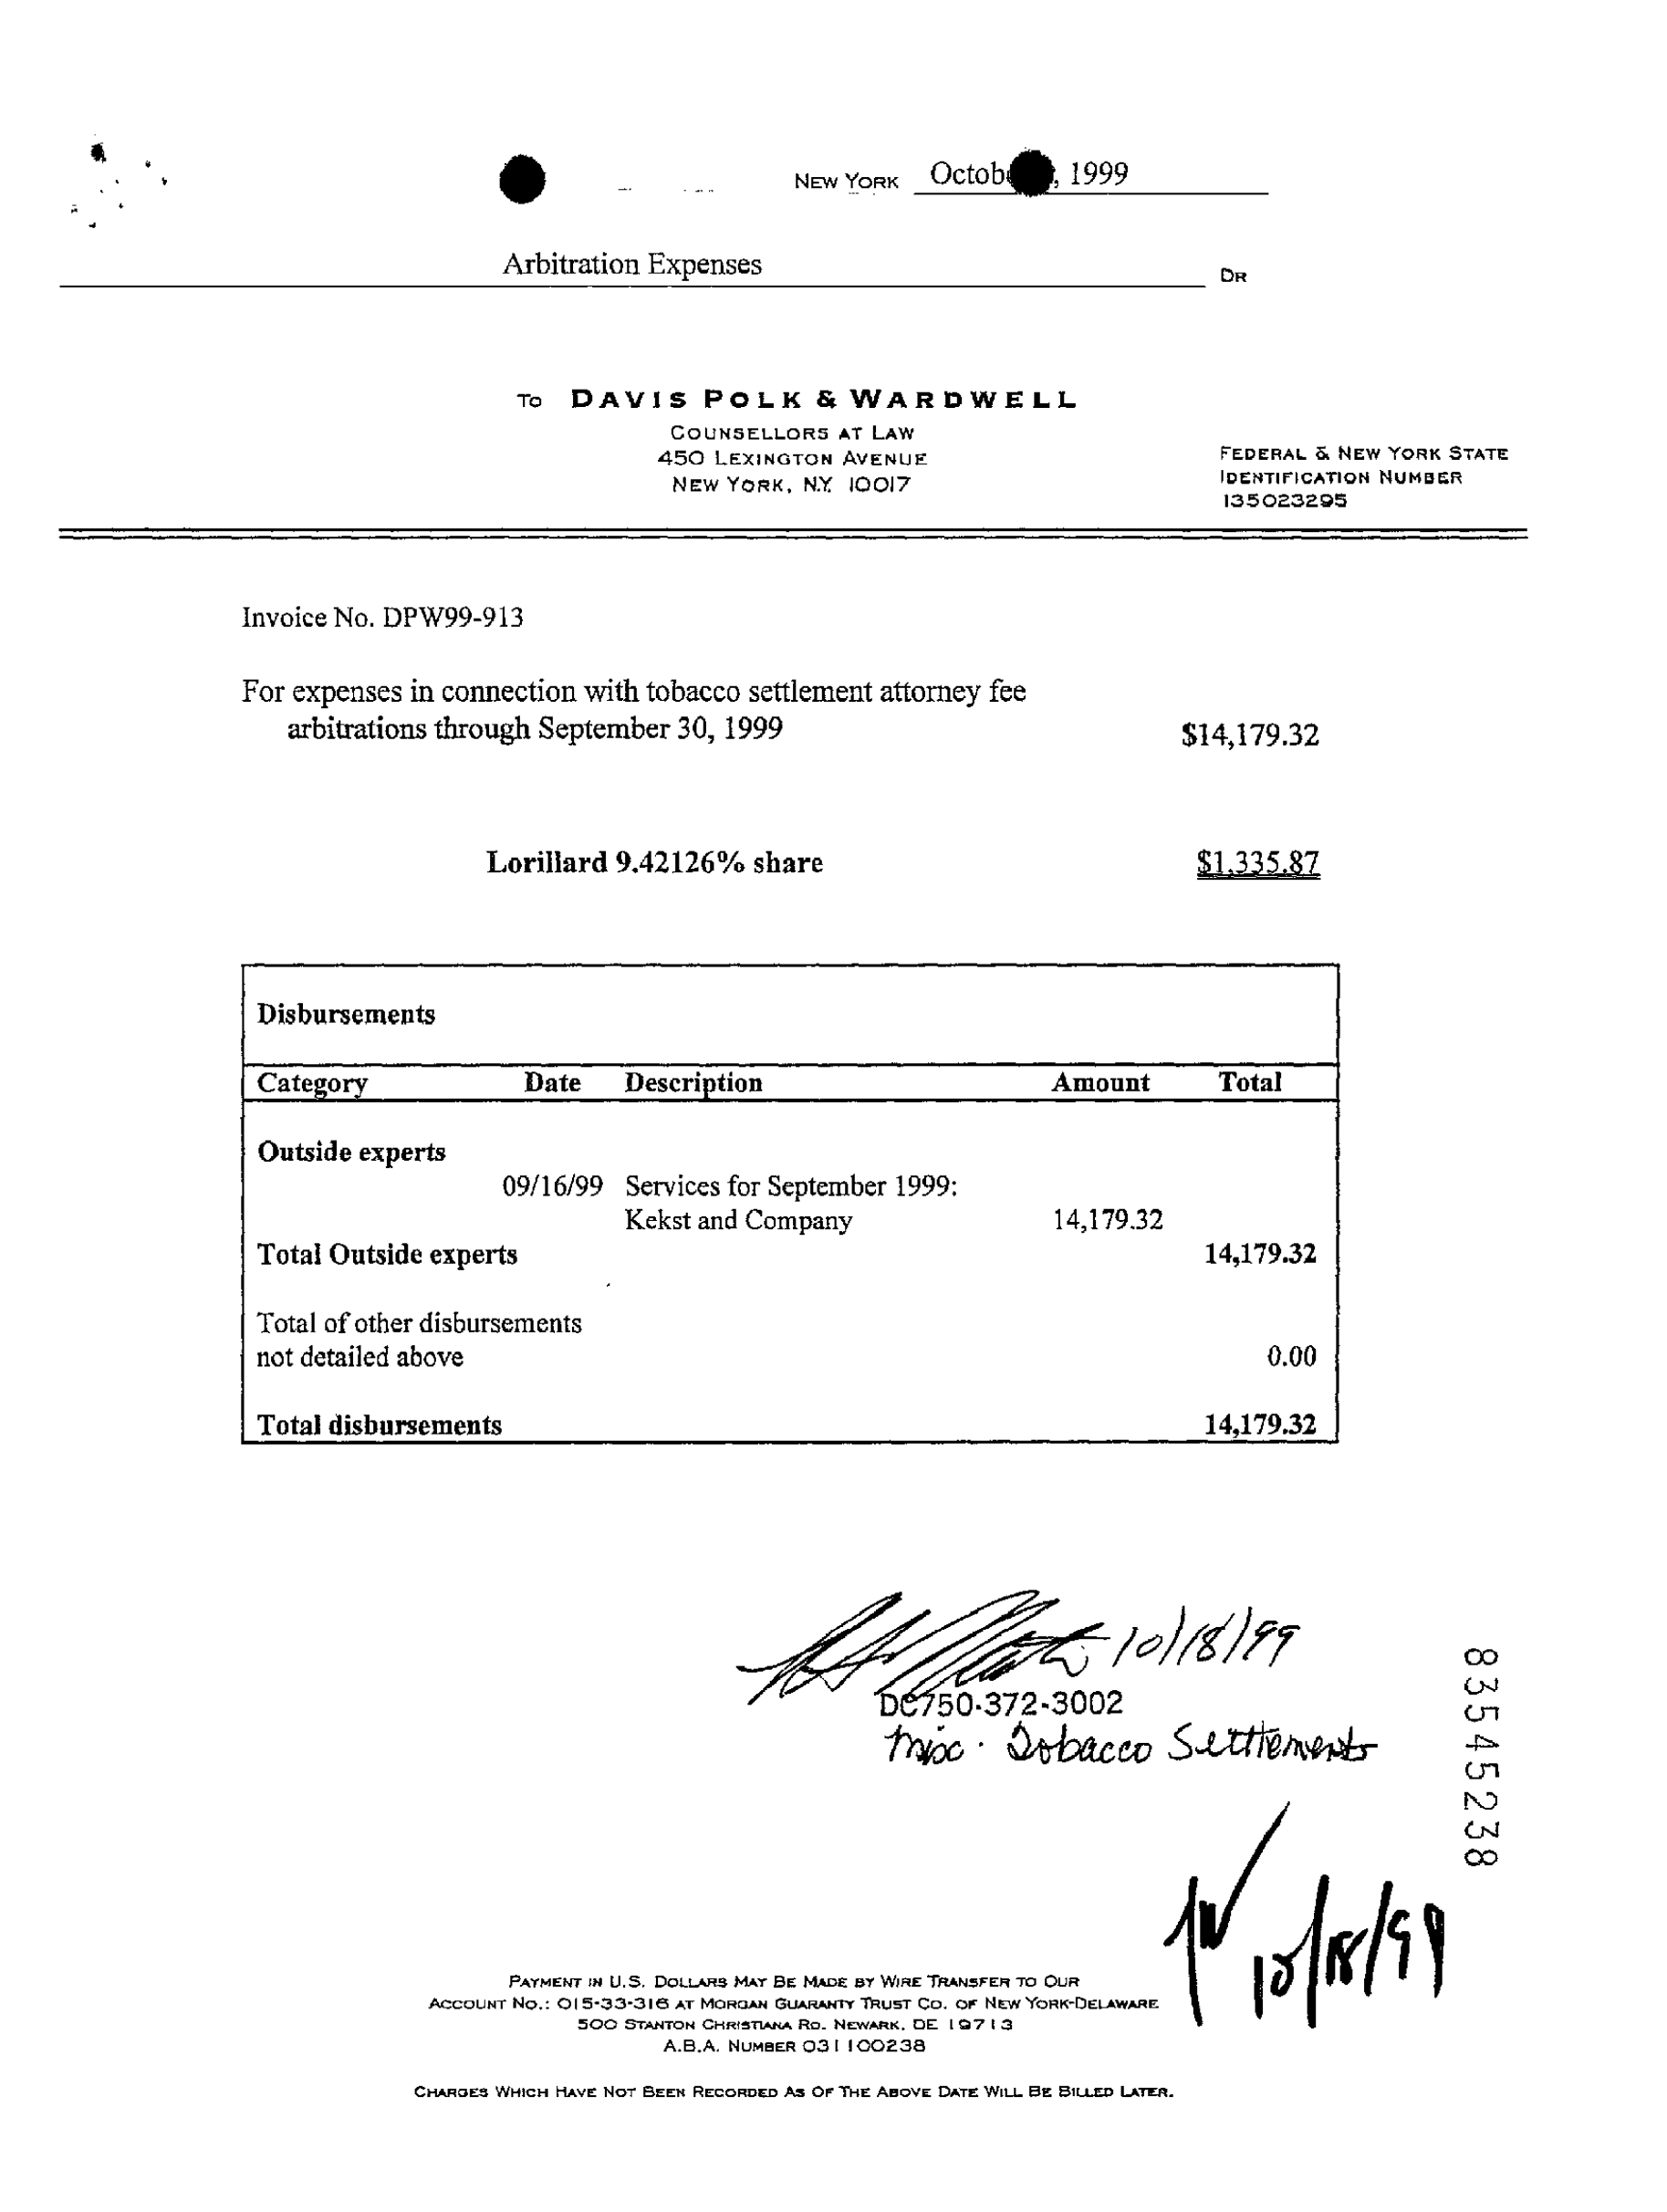 NEW YORK Octob , 1999
Arbitration Expenses
DR
TO DAVIS POLK & WARDWELL
COUNSELLORS AT LAW
450 LEXINGTON AVENUE
NEW YORK, N.Y. 10017
FEDERAL & NEW YORK STATE
IDENTIFICATION NUMBER
135023295
Invoice No. DPW99-913
For expenses in connection with tobacco settlement attorney fee
arbitrations through September 30, 1999 $14,179.32
Lorillard 9.42126% share $1,335.87
Disbursements
Category Date Description Amount Total
Outside experts
09/16/99 Services for September 1999:
Kekst and Company 14,179.32
Total Outside experts 14,179.32
Total of other disbursements
not detailed above 0.00
Total disbursements 14,179.32
10/18/99
DC750-372-3002
Misc. Tobacco Settlements
83545238
10/18/99
PAYMENT IN U.S. DOLLARS MAY BE MADE BY WIRE TRANSFER TO OUR
ACCOUNT NO.: 015-33-316 AT MORGAN GUARANTY TRUST CO. OF NEW YORK-DELAWARE
500 STANTON CHRISTIANA RD. NEWARK, DE 19713
A.B.A. NUMBER 031100238
CHARGES WHICH HAVE NOT BEEN RECORDED AS OF THE ABOVE DATE WILL BE BILLED LATER.